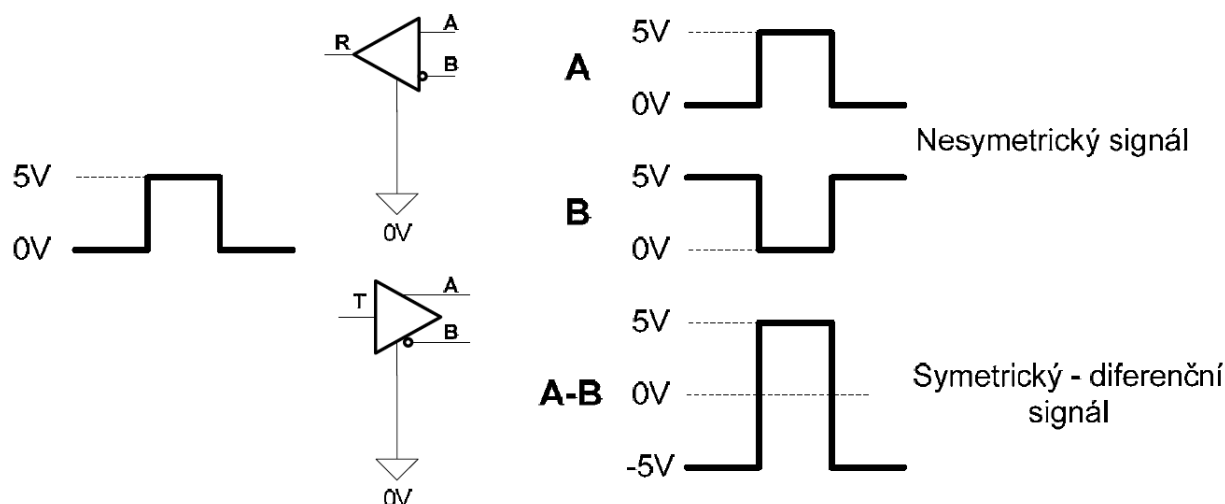 5V
0V
R
A
B
0V
T
A
B
0V
A
5V
0V
Nesymetrický signál
B
5V
0V
A-B
5V
0V
-5V
Symetrický - diferenční
signál